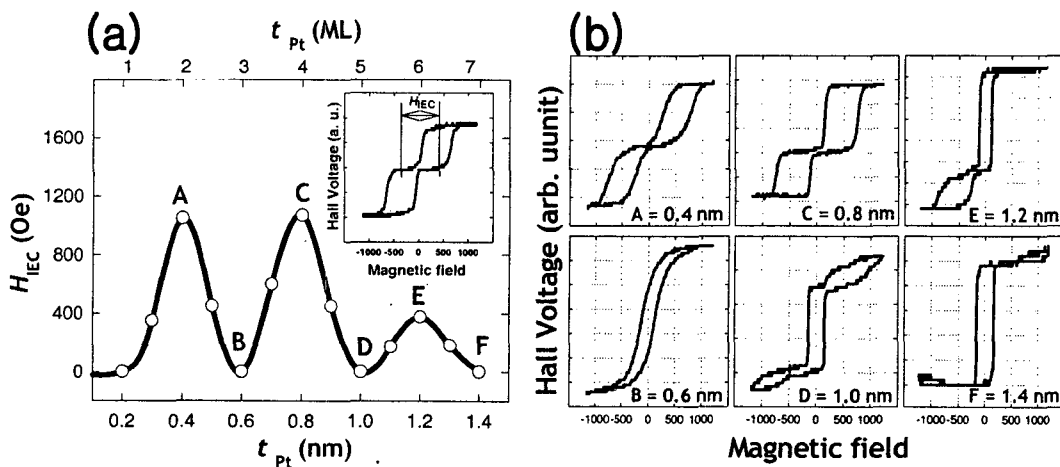 (a)
t Pt (ML)
1 2 3 4 5 6 7
H IEC (Oe)
1600
1200
800
400
0
A
B
C
D
E
F
H IEC
Hall Voltage (a. u.)
-1000 -500 0 500 1000
Magnetic field
0.2 0.4 0.6 0.8 1.0 1.2 1.4
t Pt (nm)
(b)
Hall Voltage (arb. uunit)
A = 0.4 nm
C = 0.8 nm
E = 1.2 nm
B = 0.6 nm
D = 1.0 nm
F = 1.4 nm
-1000 -500 0 500 1000
-1000 -500 0 500 1000
-1000 -500 0 500 1000
Magnetic field